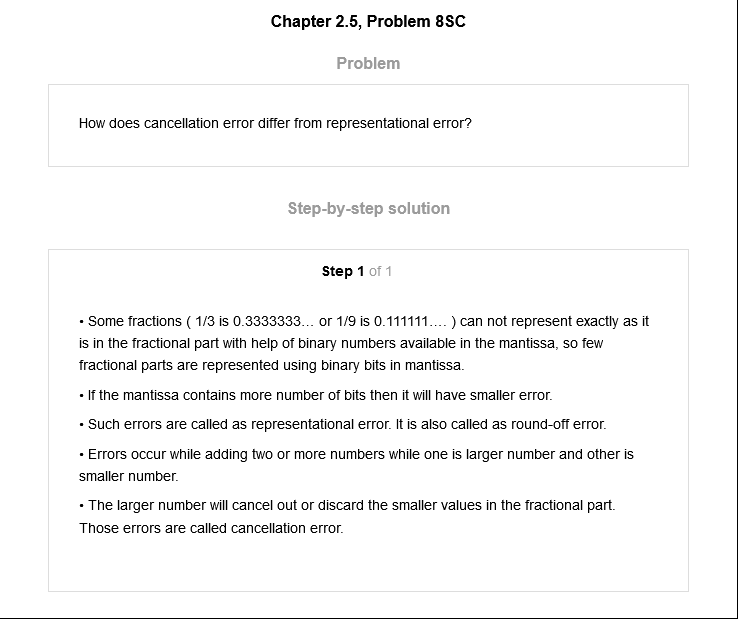 Chapter 2.5, Problem 8SC
Problem
How does cancellation error differ from representational error?
Step-by-step solution
Step 1 of 1
• Some fractions ( 1/3 is 0.3333333... or 1/9 is 0.111111.... ) can not represent exactly as it
is in the fractional part with help of binary numbers available in the mantissa, so few
fractional parts are represented using binary bits in mantissa.
• If the mantissa contains more number of bits then it will have smaller error.
• Such errors are called as representational error. It is also called as round-off error.
• Errors occur while adding two or more numbers while one is larger number and other is
smaller number.
• The larger number will cancel out or discard the smaller values in the fractional part.
Those errors are called cancellation error.